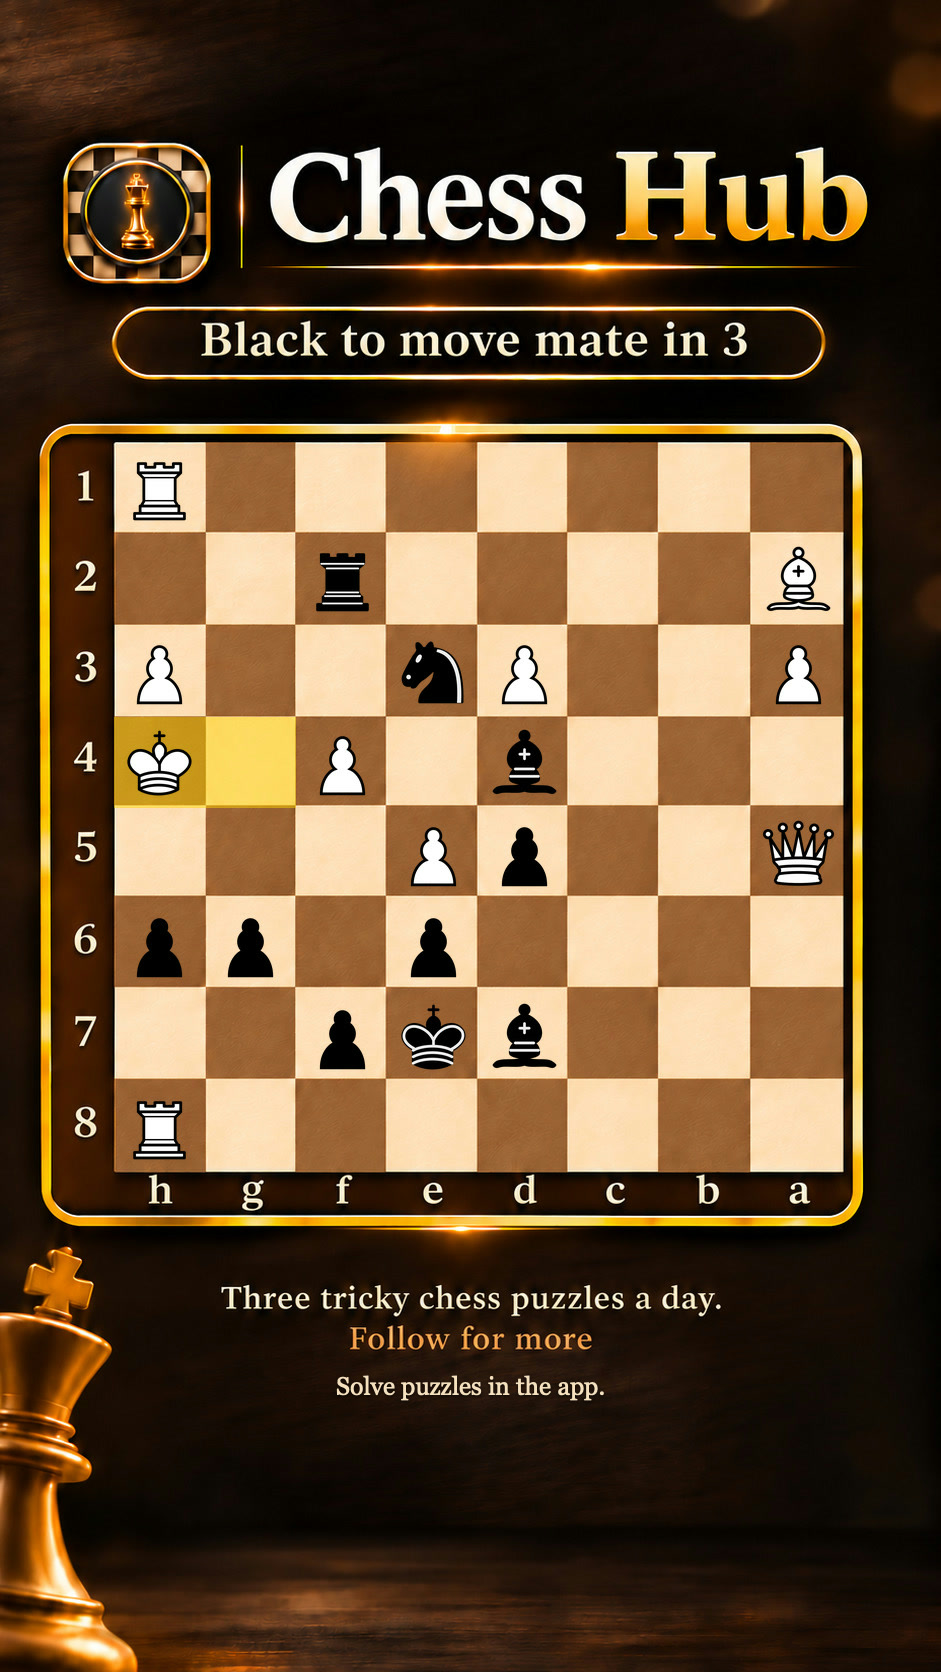 Chess Hub
Black to move mate in 3
1
2
3
4
5
6
7
8
h g f e d c b a
Three tricky chess puzzles a day.
Follow for more
Solve puzzles in the app.